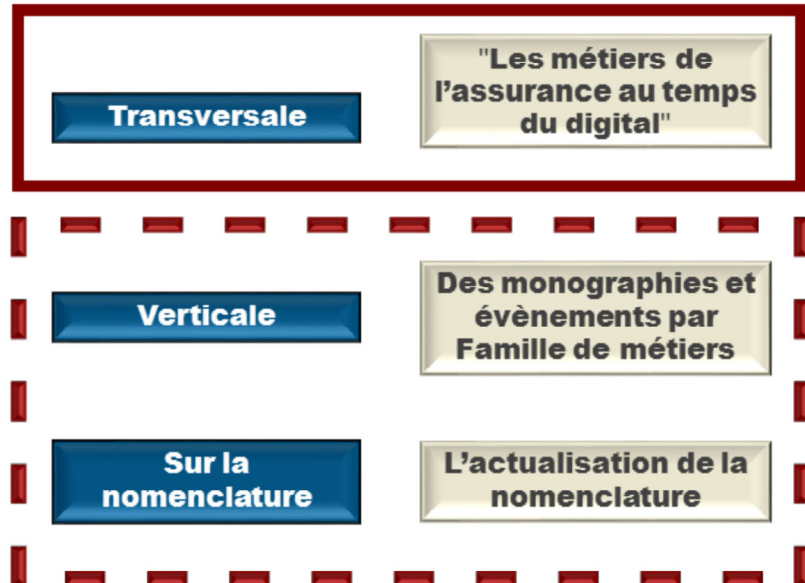 Transversale
"Les métiers de
l’assurance au temps
du digital"
Verticale
Des monographies et
évènements par
Famille de métiers
Sur la
nomenclature
L’actualisation de la
nomenclature